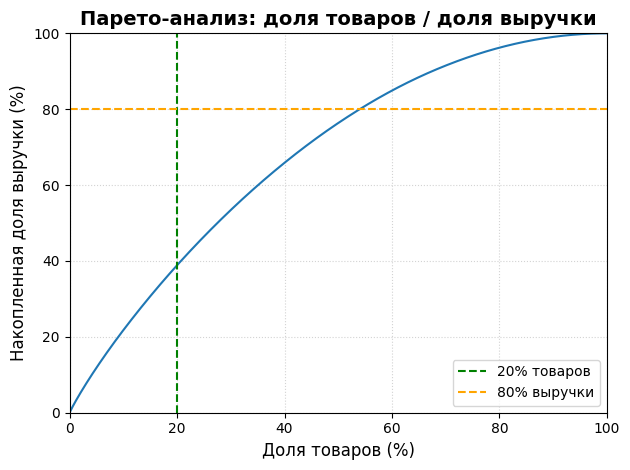 Парето-анализ: доля товаров / доля выручки
Накопленная доля выручки (%)
100
80
60
40
20
0
0 20 40 60 80 100
Доля товаров (%)
20% товаров
80% выручки